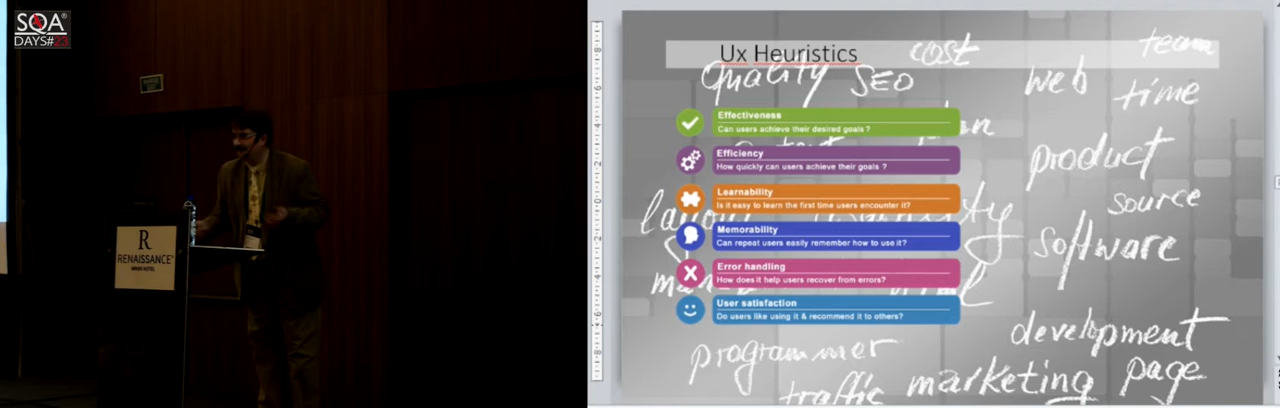 SQA®
DAYS#23
R
RENAISSANCE®
MINSK HOTEL
Ux Heuristics
cost
team
quality
SEO
web
time
Effectiveness
Can users achieve their desired goals?
Efficiency
How quickly can users achieve their goals ?
product
Learnability
Is it easy to learn the first time users encounter it?
source
layout
Memorability
Can repeat users easily remember how to use it?
software
Error handling
How does it help users recover from errors?
html
User satisfaction
Do users like using it & recommend it to others?
development
programmer
traffic
marketing
page